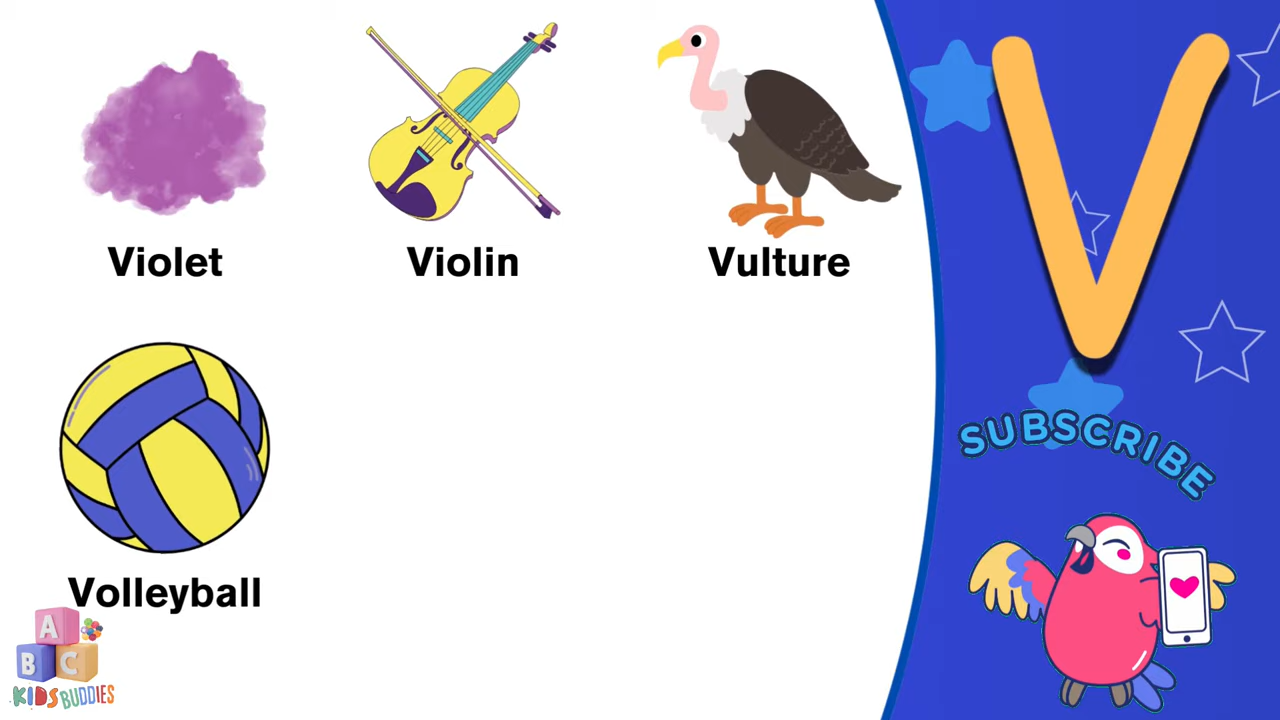 Violet
Violin
Vulture
V
Volleyball
SUBSCRIBE
A
B C
KIDS BUDDIES